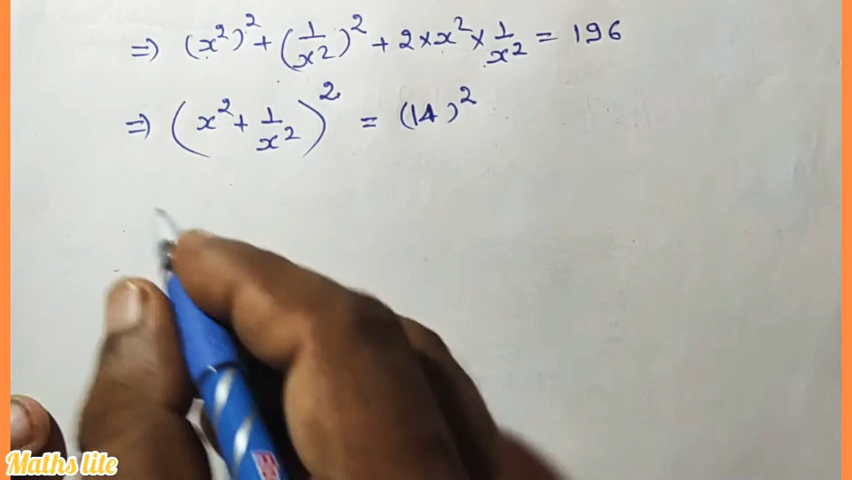 ⇒ (x²)² + (1/x²)² + 2 × x² × 1/x² = 196
⇒ (x² + 1/x²)² = (14)²
Maths lite